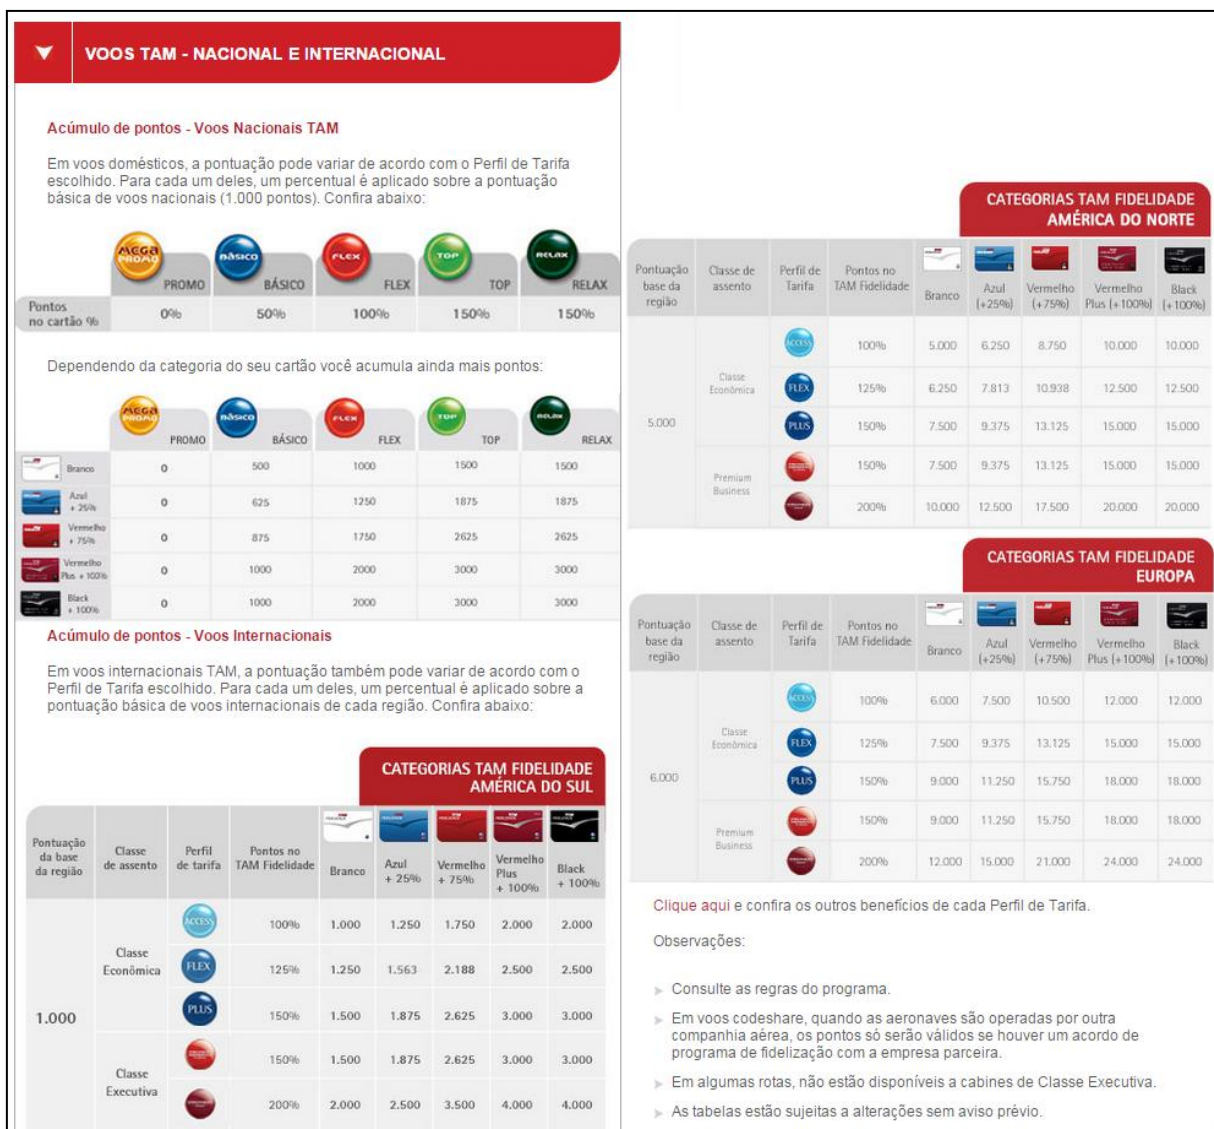 VOOS TAM - NACIONAL E INTERNACIONAL
Acúmulo de pontos - Voos Nacionais TAM
Em voos domésticos, a pontuação pode variar de acordo com o Perfil de Tarifa
escolhido. Para cada um deles, um percentual é aplicado sobre a pontuação
básica de voos nacionais (1.000 pontos). Confira abaixo:
MEGA PROMO BÁSICO FLEX TOP RELAX
PROMO BÁSICO FLEX TOP RELAX
Pontos
no cartão % 0% 50% 100% 150% 150%
Dependendo da categoria do seu cartão você acumula ainda mais pontos:
MEGA PROMO BÁSICO FLEX TOP RELAX
PROMO BÁSICO FLEX TOP RELAX
Branco 0 500 1000 1500 1500
Azul
+ 25% 0 625 1250 1875 1875
Vermelho
+ 75% 0 875 1750 2625 2625
Vermelho
Plus + 100% 0 1000 2000 3000 3000
Black
+ 100% 0 1000 2000 3000 3000
Acúmulo de pontos - Voos Internacionais
Em voos internacionais TAM, a pontuação também pode variar de acordo com o
Perfil de Tarifa escolhido. Para cada um deles, um percentual é aplicado sobre a
pontuação básica de voos internacionais de cada região. Confira abaixo:
CATEGORIAS TAM FIDELIDADE
AMÉRICA DO SUL
Pontuação
da base
da região
Classe
de assento
Perfil
de tarifa
Pontos no
TAM Fidelidade
Branco
Azul
+ 25%
Vermelho
+ 75%
Vermelho
Plus
+ 100%
Black
+ 100%
1.000
Classe
Econômica
ACCESS 100% 1.000 1.250 1.750 2.000 2.000
FLEX 125% 1.250 1.563 2.188 2.500 2.500
PLUS 150% 1.500 1.875 2.625 3.000 3.000
Classe
Executiva
150% 1.500 1.875 2.625 3.000 3.000
200% 2.000 2.500 3.500 4.000 4.000
CATEGORIAS TAM FIDELIDADE
AMÉRICA DO NORTE
Pontuação
base da
região
Classe de
assento
Perfil de
Tarifa
Pontos no
TAM Fidelidade
Branco
Azul
(+25%)
Vermelho
(+75%)
Vermelho
Plus (+100%)
Black
(+100%)
5.000
Classe
Econômica
ACCESS 100% 5.000 6.250 8.750 10.000 10.000
FLEX 125% 6.250 7.813 10.938 12.500 12.500
PLUS 150% 7.500 9.375 13.125 15.000 15.000
Premium
Business
150% 7.500 9.375 13.125 15.000 15.000
200% 10.000 12.500 17.500 20.000 20.000
CATEGORIAS TAM FIDELIDADE
EUROPA
Pontuação
base da
região
Classe de
assento
Perfil de
Tarifa
Pontos no
TAM Fidelidade
Branco
Azul
(+25%)
Vermelho
(+75%)
Vermelho
Plus (+100%)
Black
(+100%)
6.000
Classe
Econômica
ACCESS 100% 6.000 7.500 10.500 12.000 12.000
FLEX 125% 7.500 9.375 13.125 15.000 15.000
PLUS 150% 9.000 11.250 15.750 18.000 18.000
Premium
Business
150% 9.000 11.250 15.750 18.000 18.000
200% 12.000 15.000 21.000 24.000 24.000
Clique aqui e confira os outros benefícios de cada Perfil de Tarifa.
Observações:
Consulte as regras do programa.
Em voos codeshare, quando as aeronaves são operadas por outra
companhia aérea, os pontos só serão válidos se houver um acordo de
programa de fidelização com a empresa parceira.
Em algumas rotas, não estão disponíveis a cabines de Classe Executiva.
As tabelas estão sujeitas a alterações sem aviso prévio.